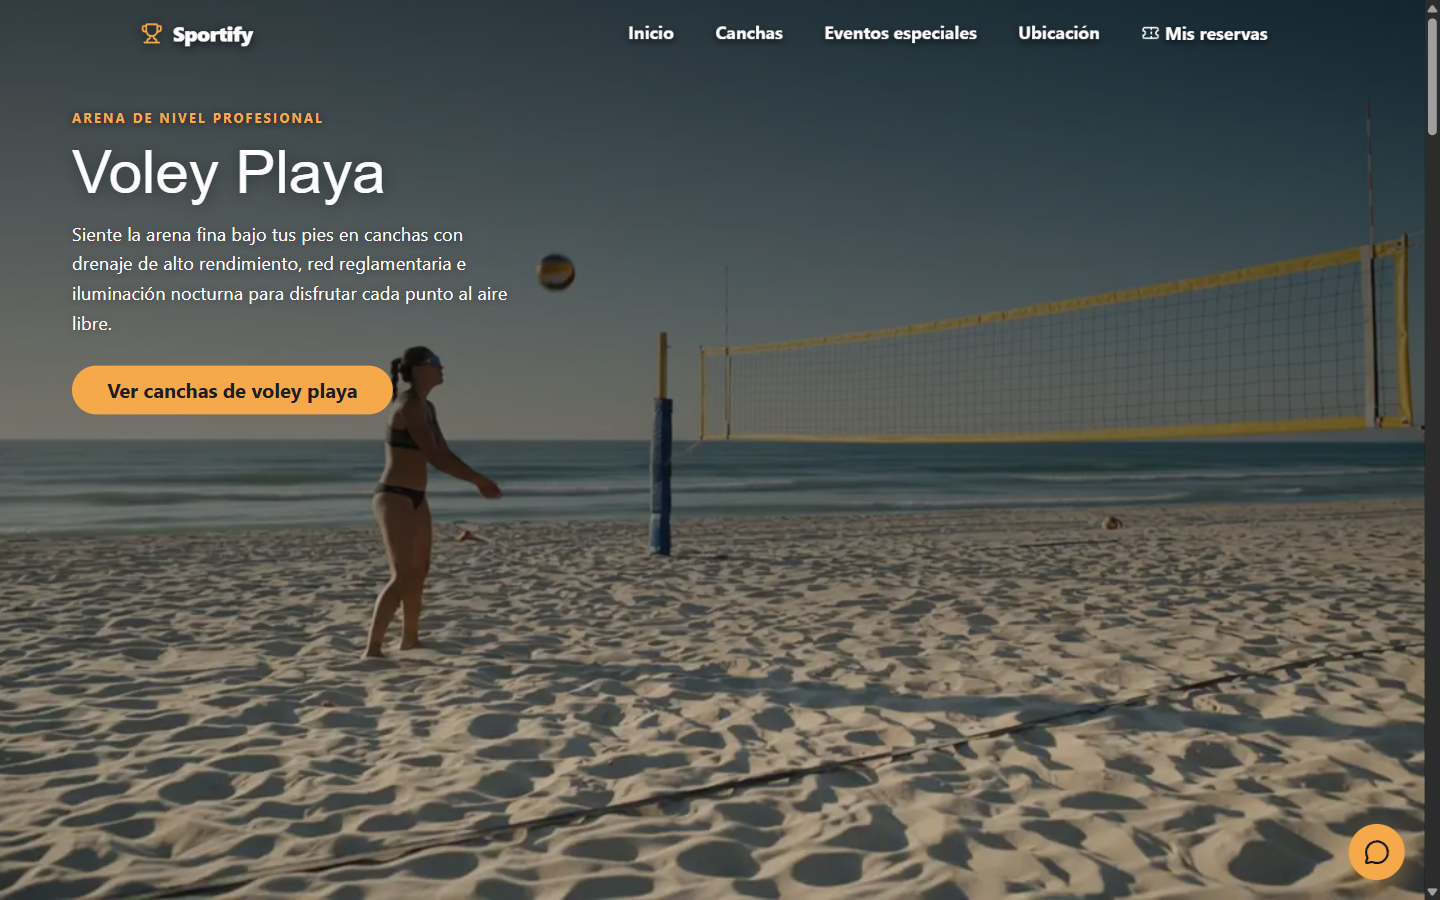 Sportify
Inicio
Canchas
Eventos especiales
Ubicación
Mis reservas
ARENA DE NIVEL PROFESIONAL
Voley Playa
Siente la arena fina bajo tus pies en canchas con
drenaje de alto rendimiento, red reglamentaria e
iluminación nocturna para disfrutar cada punto al aire
libre.
Ver canchas de voley playa